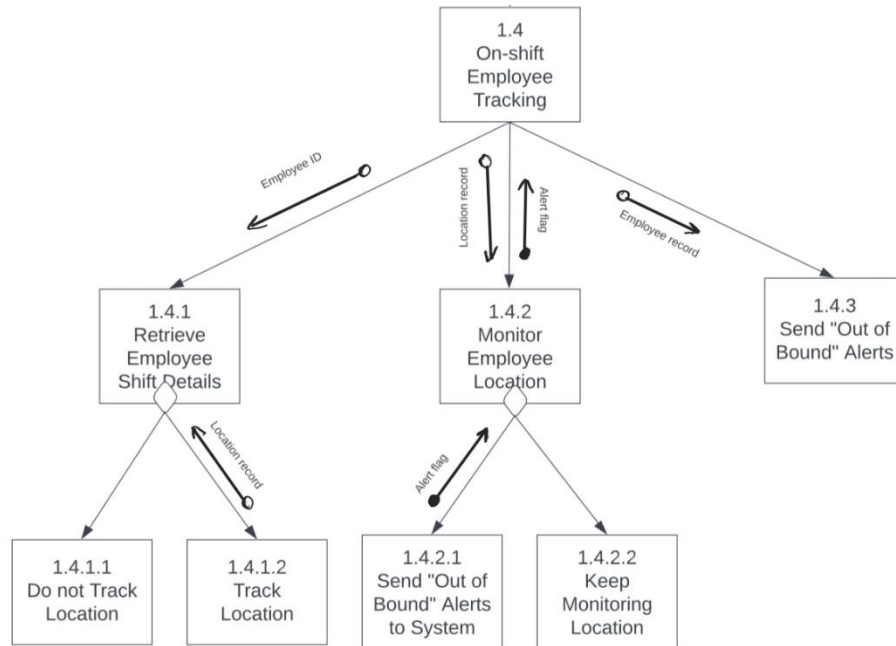 1.4
On-shift
Employee
Tracking
Employee ID
Location record
Alert flag
Employee record
1.4.1
Retrieve
Employee
Shift Details
1.4.2
Monitor
Employee
Location
1.4.3
Send "Out of
Bound" Alerts
Location record
Alert flag
1.4.1.1
Do not Track
Location
1.4.1.2
Track
Location
1.4.2.1
Send "Out of
Bound" Alerts
to System
1.4.2.2
Keep
Monitoring
Location